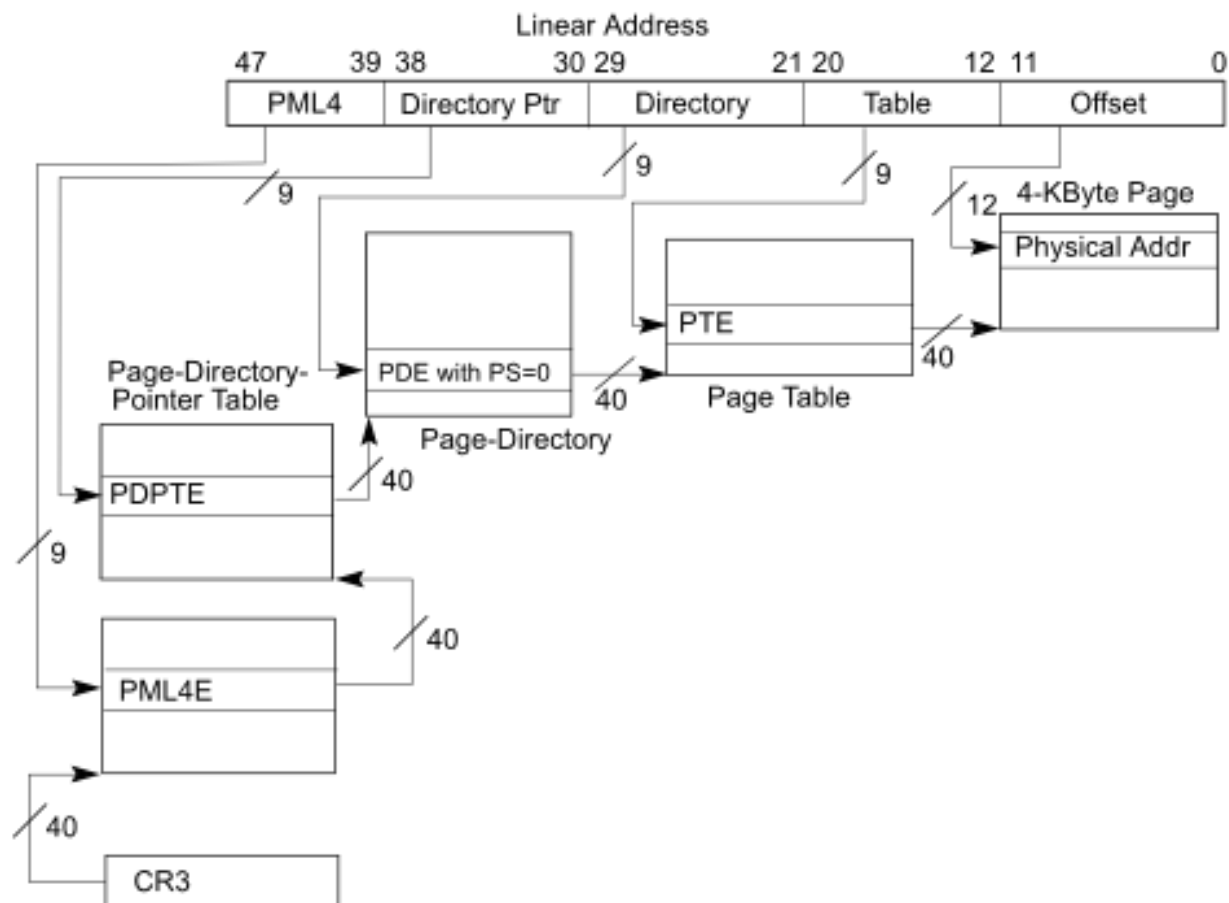 Linear Address
47 39 38 30 29 21 20 12 11 0
PML4 Directory Ptr Directory Table Offset
9 9 9
12 4-KByte Page
Physical Addr
PTE
40
Page-Directory-
Pointer Table
PDE with PS=0
40
Page Table
Page-Directory
40
PDPTE
9
40
PML4E
40
CR3